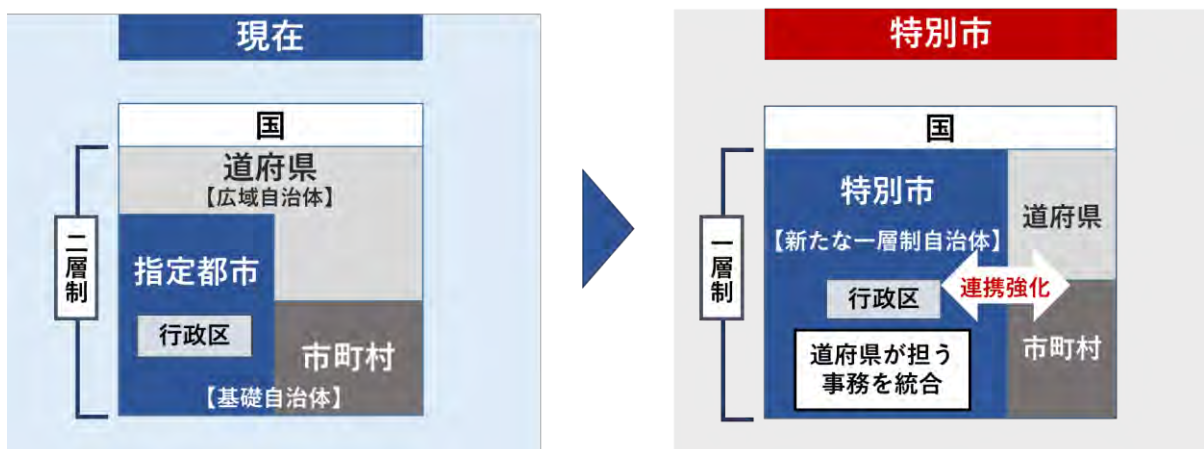 現在
国
道府県
【広域自治体】
二層制
指定都市
行政区
市町村
【基礎自治体】
特別市
国
特別市
【新たな一層制自治体】
道府県
一層制
行政区
連携強化
道府県が担う
事務を統合
市町村